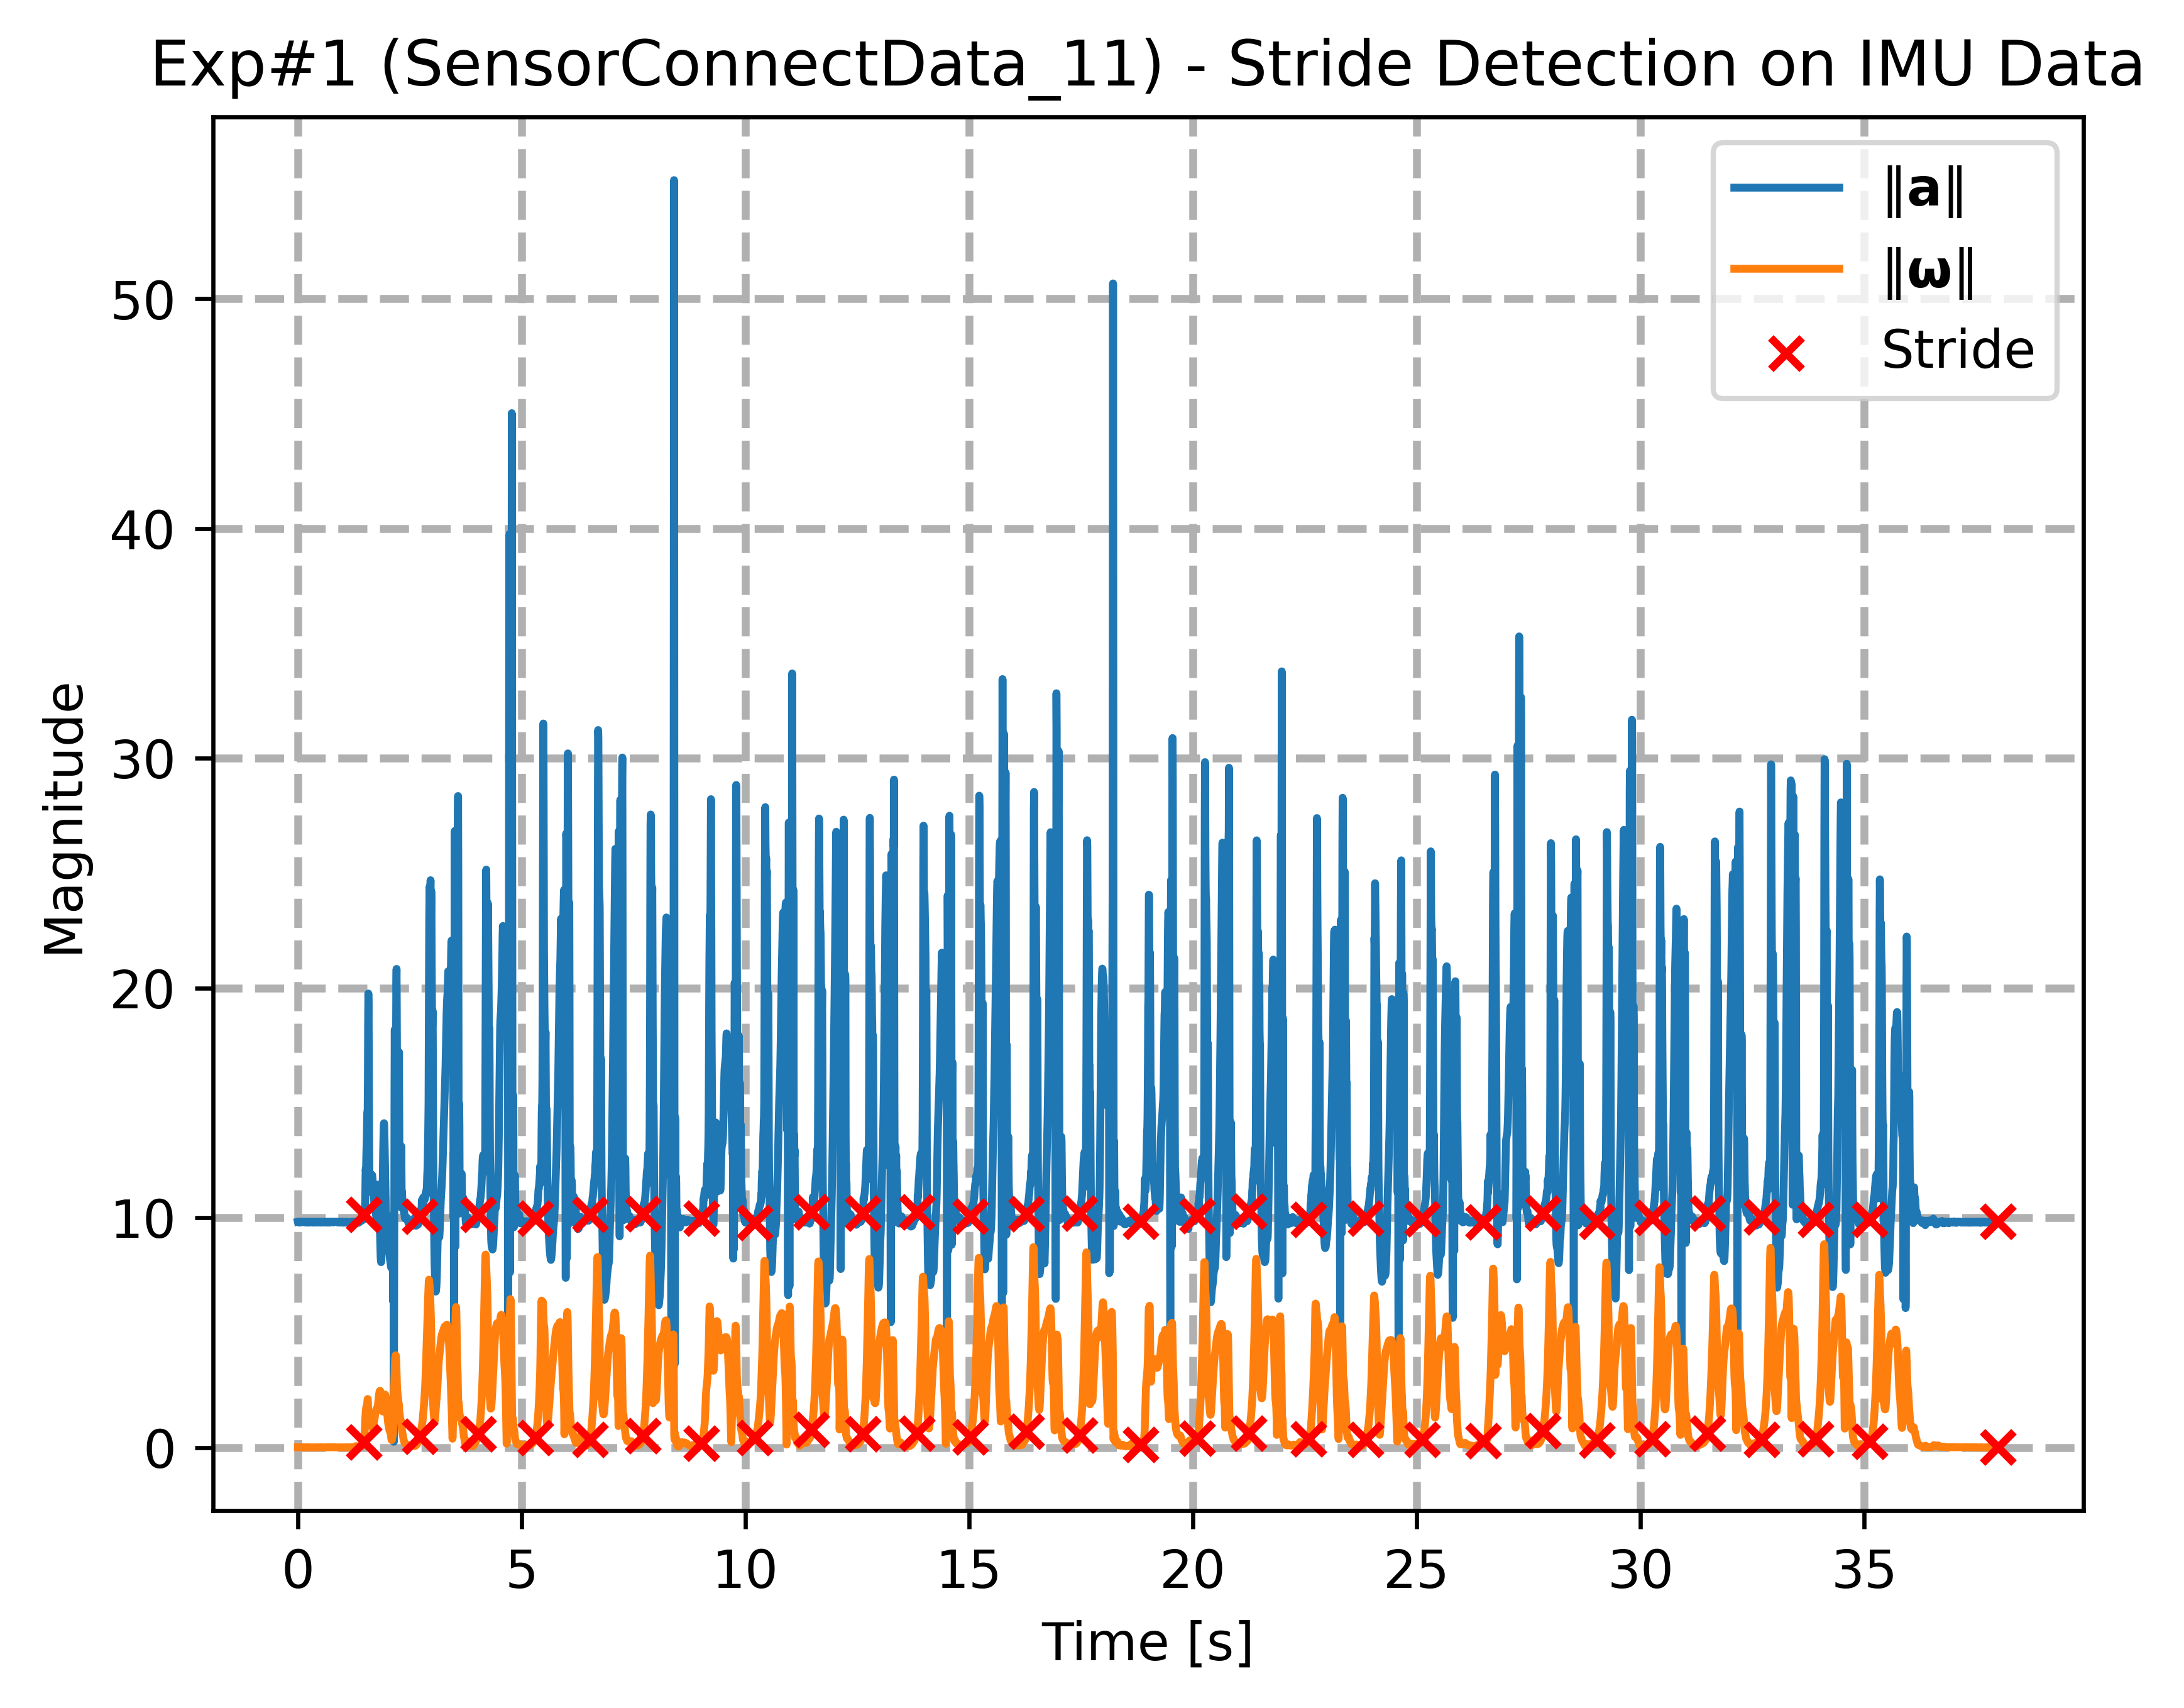 Exp#1 (SensorConnectData_11) - Stride Detection on IMU Data
‖a‖
‖ω‖
Stride
50
40
30
20
10
0
Magnitude
0 5 10 15 20 25 30 35
Time [s]